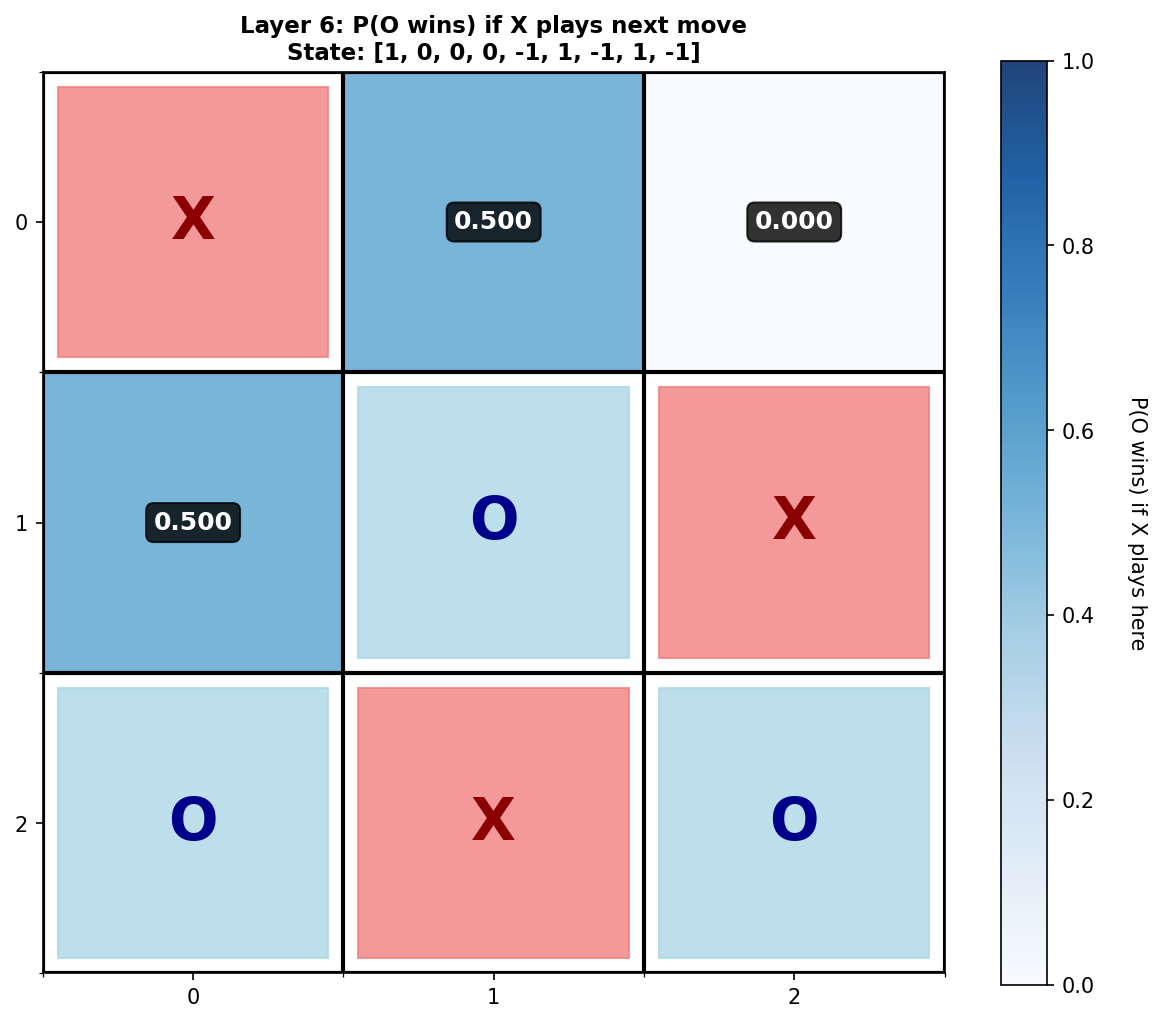 Layer 6: P(O wins) if X plays next move
State: [1, 0, 0, 0, -1, 1, -1, 1, -1]
0
X
0.500
0.000
1
0.500
O
X
2
O
X
O
0
1
2
1.0
0.8
0.6
0.4
0.2
0.0
P(O wins) if X plays here